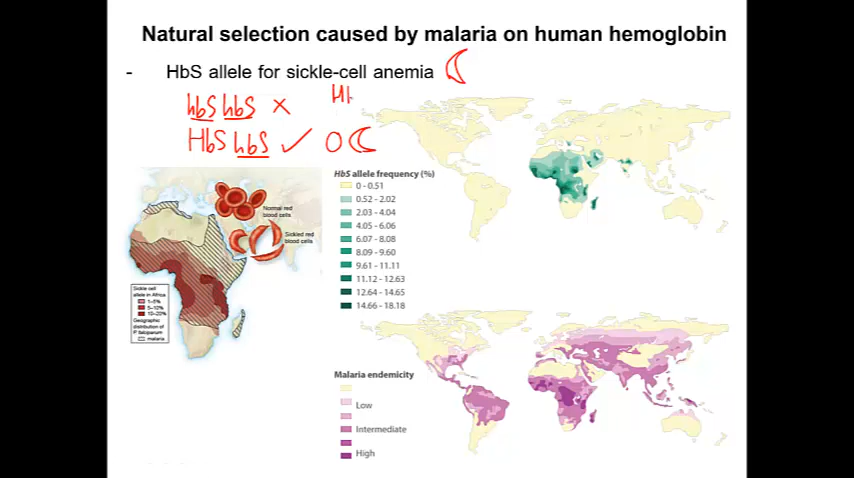 Natural selection caused by malaria on human hemoglobin
- HbS allele for sickle-cell anemia
hbS hbS ×
Hb
HbS hbS ✓
HbS allele frequency (%)
0 - 0.51
0.52 - 2.02
2.03 - 4.04
4.05 - 6.06
6.07 - 8.08
8.09 - 9.60
9.61 - 11.11
11.12 - 12.63
12.64 - 14.65
14.66 - 18.18
Normal red
blood cells
Sickled red
blood cells
Sickle cell
allele in Africa
1–5%
5–10%
10–20%
Geographic
distribution of
P. falciparum
malaria
Malaria endemicity
Low
Intermediate
High